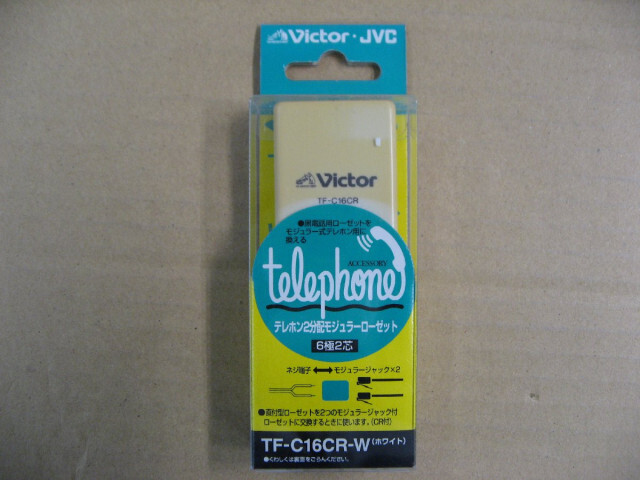 Victor・JVC
Victor
TF-C16CR
●黒電話用ローゼットを
モジュラー式テレホン用に
換える
ACCESSORY
telephone
テレホン2分配モジュラーローゼット
6極2芯
ネジ端子 ⟷ モジュラージャック×2
●直付型ローゼットを2つのモジュラージャック付
ローゼットに交換するときに使います。(CR付)
TF-C16CR-W(ホワイト)
●くわしくは裏面をごらんください。